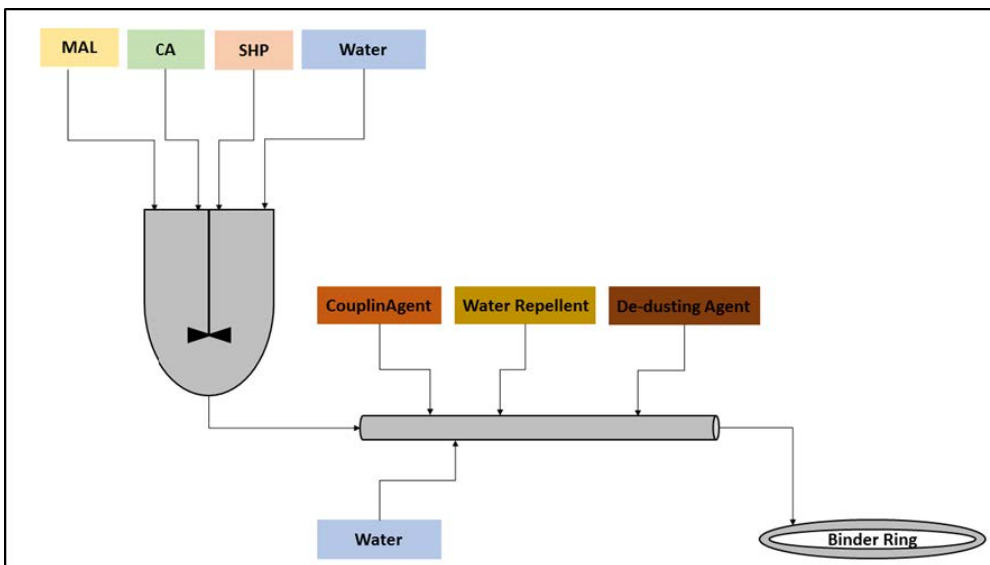 MAL
CA
SHP
Water
CouplinAgent
Water Repellent
De-dusting Agent
Water
Binder Ring